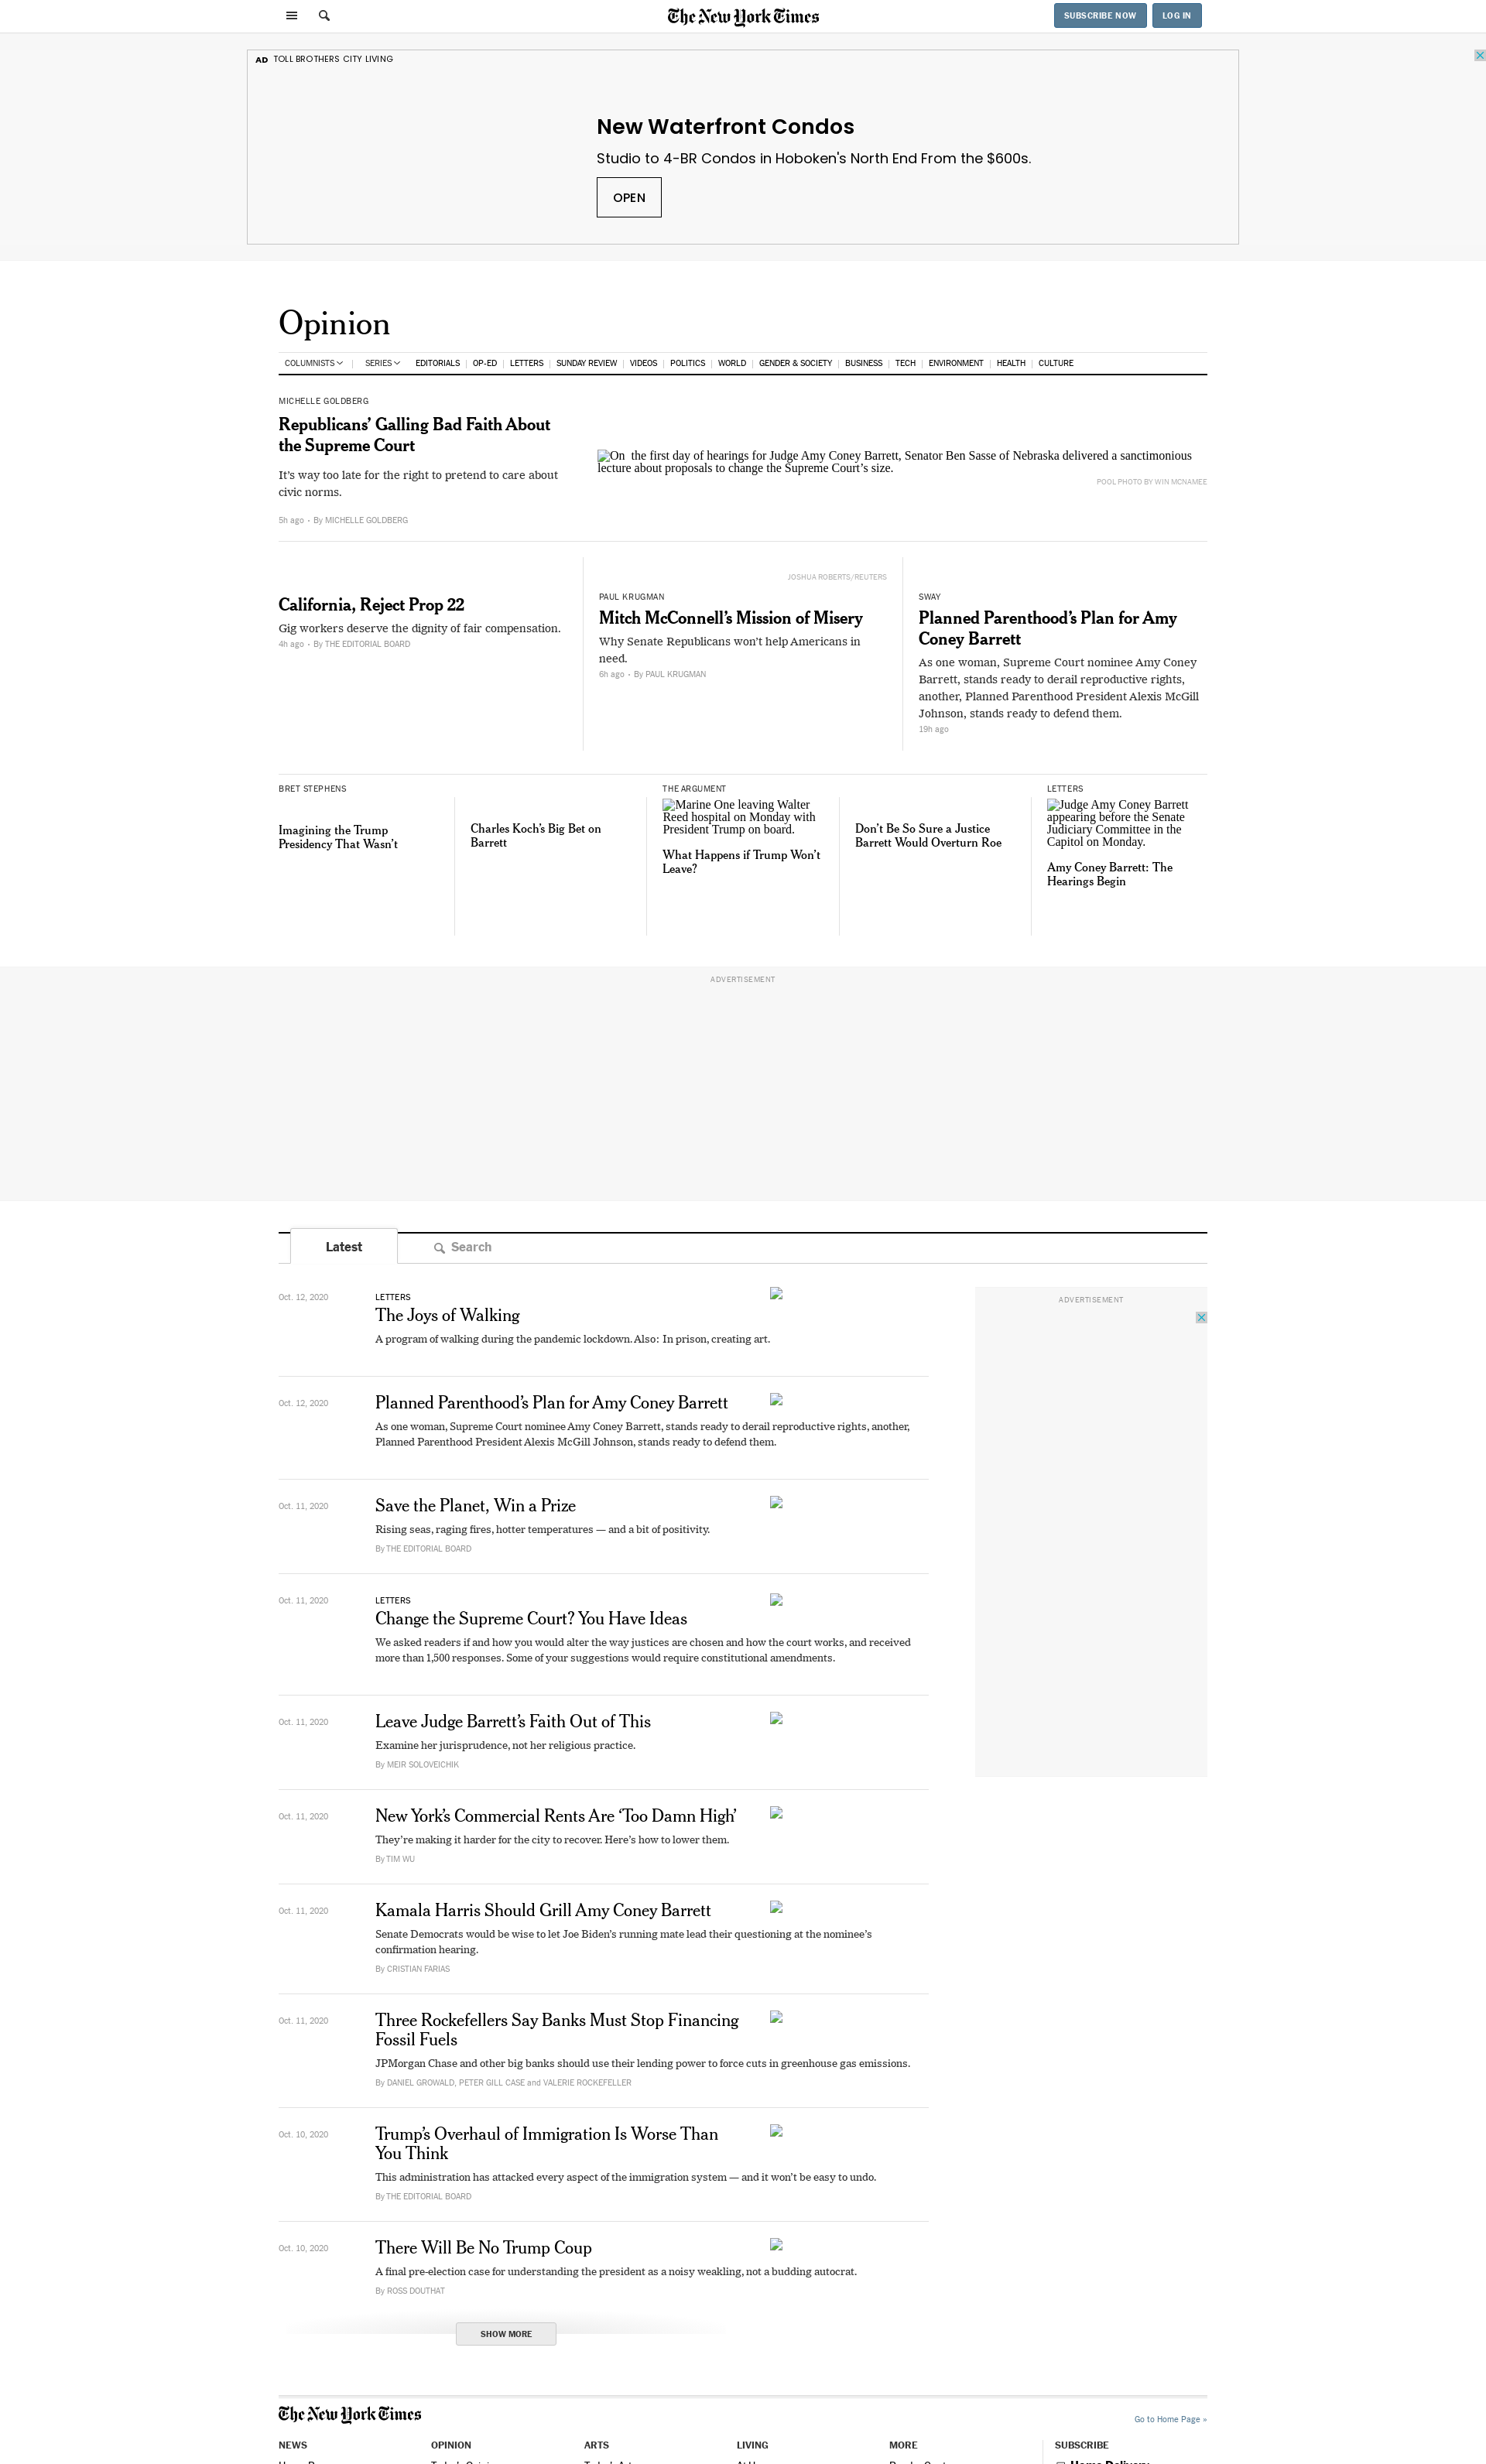 The New York Times
SUBSCRIBE NOW
LOG IN
AD TOLL BROTHERS CITY LIVING
New Waterfront Condos
Studio to 4-BR Condos in Hoboken's North End From the $600s.
OPEN
Opinion
COLUMNISTS
SERIES
EDITORIALS
OP-ED
LETTERS
SUNDAY REVIEW
VIDEOS
POLITICS
WORLD
GENDER & SOCIETY
BUSINESS
TECH
ENVIRONMENT
HEALTH
CULTURE
MICHELLE GOLDBERG
Republicans’ Galling Bad Faith About
the Supreme Court
It’s way too late for the right to pretend to care about
civic norms.
5h ago • By MICHELLE GOLDBERG
On the first day of hearings for Judge Amy Coney Barrett, Senator Ben Sasse of Nebraska delivered a sanctimonious
lecture about proposals to change the Supreme Court’s size.
POOL PHOTO BY WIN MCNAMEE
California, Reject Prop 22
Gig workers deserve the dignity of fair compensation.
4h ago • By THE EDITORIAL BOARD
JOSHUA ROBERTS/REUTERS
PAUL KRUGMAN
Mitch McConnell’s Mission of Misery
Why Senate Republicans won’t help Americans in
need.
6h ago • By PAUL KRUGMAN
SWAY
Planned Parenthood’s Plan for Amy
Coney Barrett
As one woman, Supreme Court nominee Amy Coney
Barrett, stands ready to derail reproductive rights,
another, Planned Parenthood President Alexis McGill
Johnson, stands ready to defend them.
19h ago
BRET STEPHENS
Imagining the Trump
Presidency That Wasn’t
Charles Koch’s Big Bet on
Barrett
THE ARGUMENT
Marine One leaving Walter
Reed hospital on Monday with
President Trump on board.
What Happens if Trump Won’t
Leave?
Don’t Be So Sure a Justice
Barrett Would Overturn Roe
LETTERS
Judge Amy Coney Barrett
appearing before the Senate
Judiciary Committee in the
Capitol on Monday.
Amy Coney Barrett: The
Hearings Begin
ADVERTISEMENT
Latest
Search
ADVERTISEMENT
Oct. 12, 2020
LETTERS
The Joys of Walking
A program of walking during the pandemic lockdown. Also: In prison, creating art.
Oct. 12, 2020
Planned Parenthood’s Plan for Amy Coney Barrett
As one woman, Supreme Court nominee Amy Coney Barrett, stands ready to derail reproductive rights, another,
Planned Parenthood President Alexis McGill Johnson, stands ready to defend them.
Oct. 11, 2020
Save the Planet, Win a Prize
Rising seas, raging fires, hotter temperatures — and a bit of positivity.
By THE EDITORIAL BOARD
Oct. 11, 2020
LETTERS
Change the Supreme Court? You Have Ideas
We asked readers if and how you would alter the way justices are chosen and how the court works, and received
more than 1,500 responses. Some of your suggestions would require constitutional amendments.
Oct. 11, 2020
Leave Judge Barrett’s Faith Out of This
Examine her jurisprudence, not her religious practice.
By MEIR SOLOVEICHIK
Oct. 11, 2020
New York’s Commercial Rents Are ‘Too Damn High’
They’re making it harder for the city to recover. Here’s how to lower them.
By TIM WU
Oct. 11, 2020
Kamala Harris Should Grill Amy Coney Barrett
Senate Democrats would be wise to let Joe Biden’s running mate lead their questioning at the nominee’s
confirmation hearing.
By CRISTIAN FARIAS
Oct. 11, 2020
Three Rockefellers Say Banks Must Stop Financing
Fossil Fuels
JPMorgan Chase and other big banks should use their lending power to force cuts in greenhouse gas emissions.
By DANIEL GROWALD, PETER GILL CASE and VALERIE ROCKEFELLER
Oct. 10, 2020
Trump’s Overhaul of Immigration Is Worse Than
You Think
This administration has attacked every aspect of the immigration system — and it won’t be easy to undo.
By THE EDITORIAL BOARD
Oct. 10, 2020
There Will Be No Trump Coup
A final pre-election case for understanding the president as a noisy weakling, not a budding autocrat.
By ROSS DOUTHAT
SHOW MORE
The New York Times
Go to Home Page »
NEWS
OPINION
ARTS
LIVING
MORE
SUBSCRIBE
Home Delivery